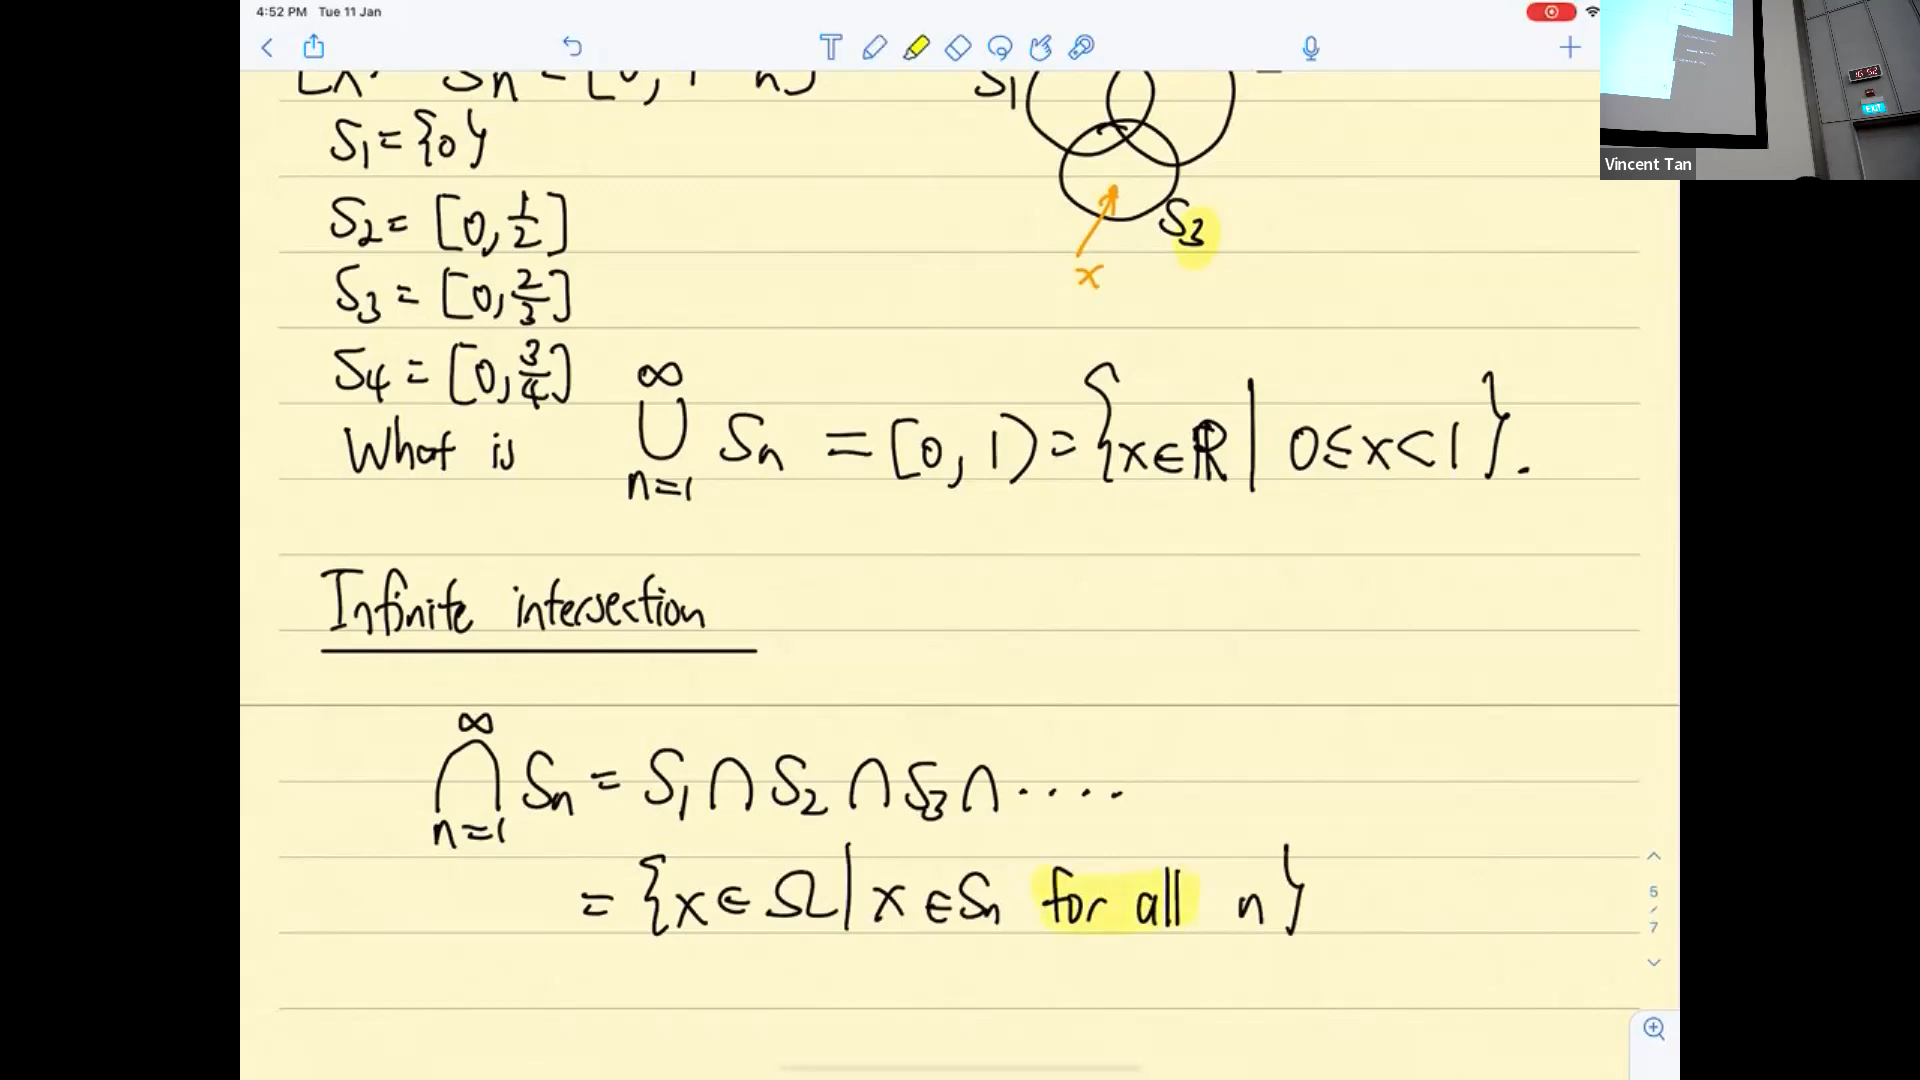 4:52 PM Tue 11 Jan
S₁
S₁ = {0}
S₂ = [0, 1/2]
S₃
x
S₃ = [0, 2/3]
S₄ = [0, 3/4]
What is ∞ ⋃ n=1 Sn = [0, 1) = {x∈ℝ | 0≤x<1}.
Infinite intersection
∞ ⋂ n=1 Sn = S₁ ∩ S₂ ∩ S₃ ∩ ....
= {x ∈ Ω | x ∈ Sn for all n}
5
/
7
EXIT
Vincent Tan